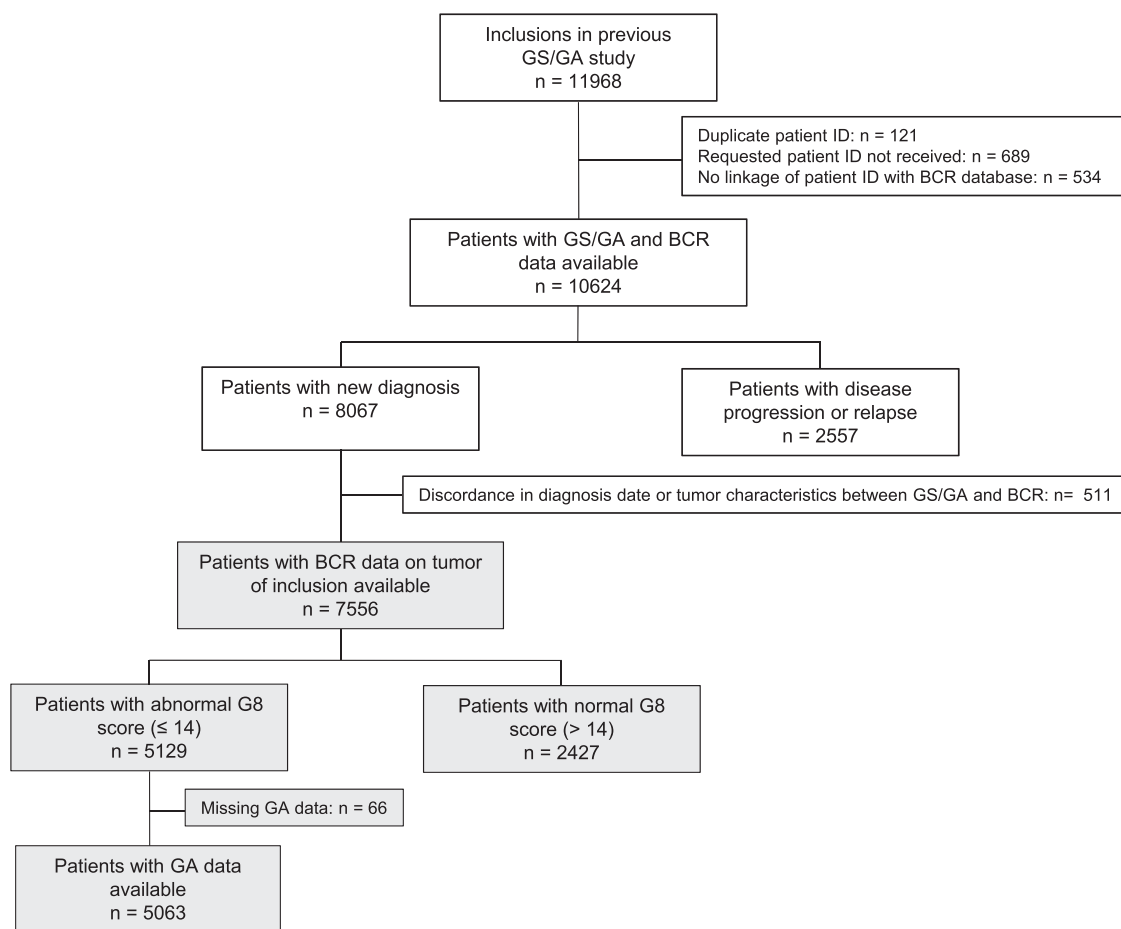 Inclusions in previous
GS/GA study
n = 11968
Duplicate patient ID: n = 121
Requested patient ID not received: n = 689
No linkage of patient ID with BCR database: n = 534
Patients with GS/GA and BCR
data available
n = 10624
Patients with new diagnosis
n = 8067
Patients with disease
progression or relapse
n = 2557
Discordance in diagnosis date or tumor characteristics between GS/GA and BCR: n= 511
Patients with BCR data on tumor
of inclusion available
n = 7556
Patients with abnormal G8
score (≤ 14)
n = 5129
Patients with normal G8
score (> 14)
n = 2427
Missing GA data: n = 66
Patients with GA data
available
n = 5063